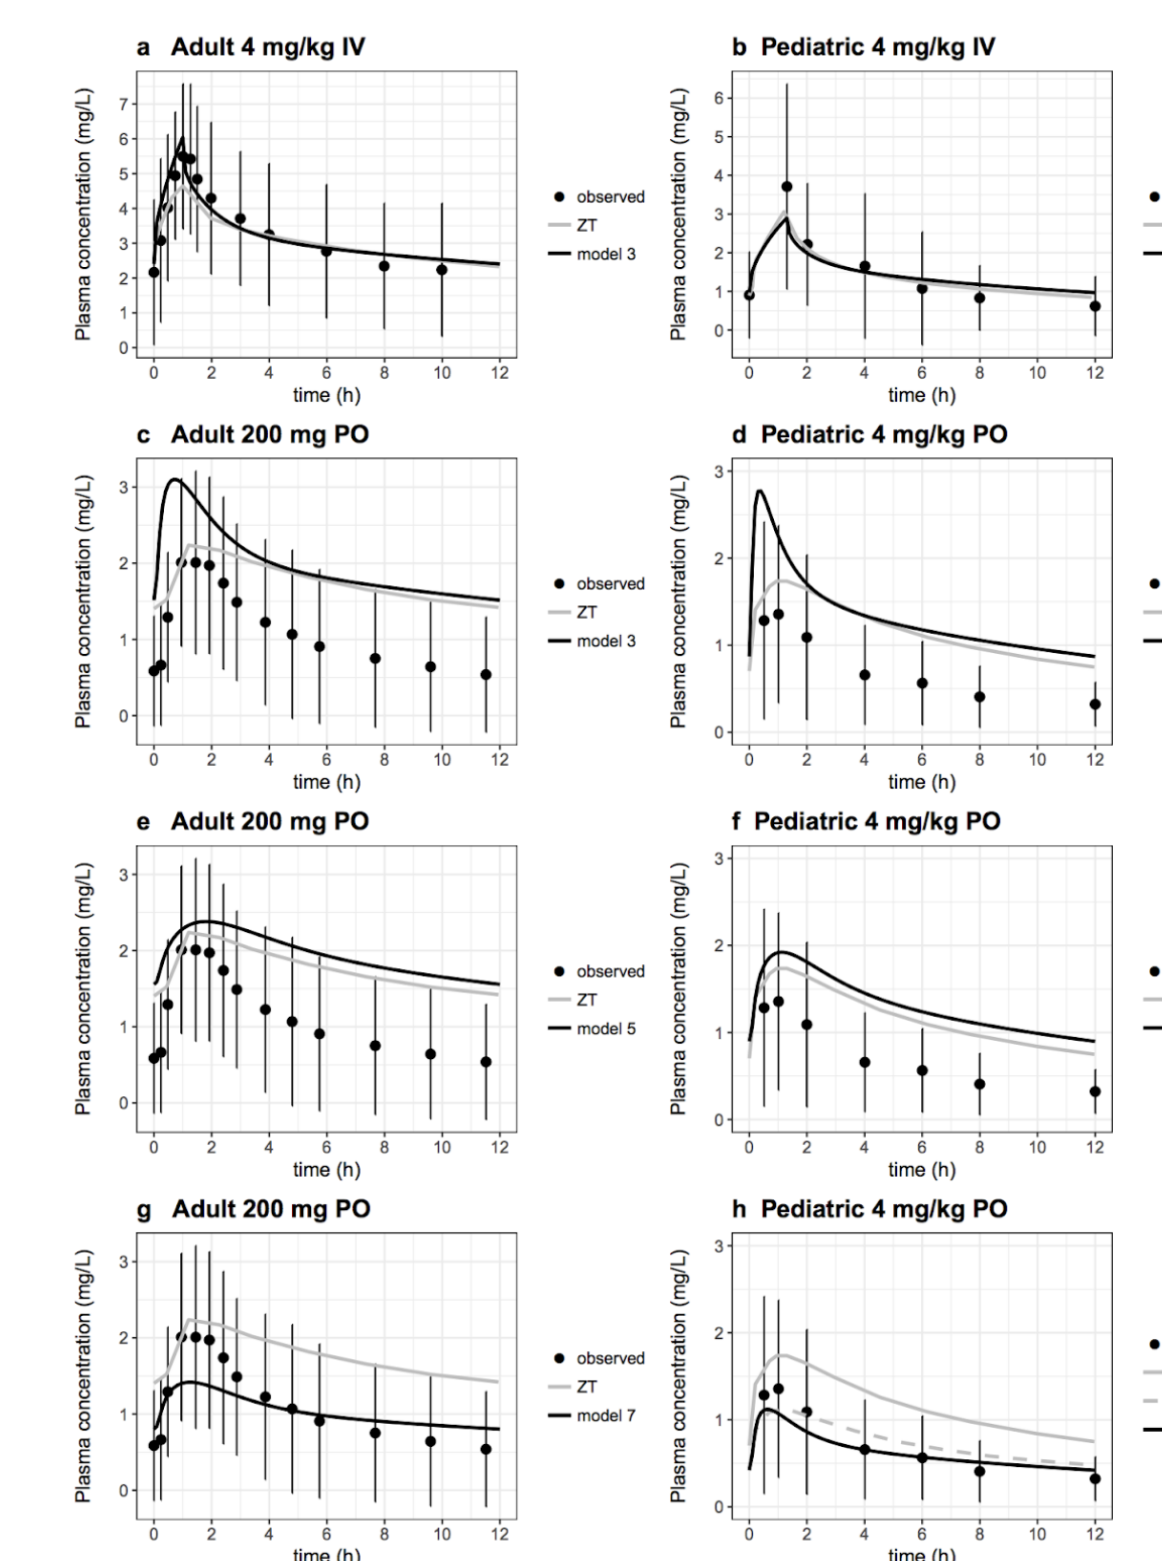 a Adult 4 mg/kg IV
b Pediatric 4 mg/kg IV
Plasma concentration (mg/L)
7
6
5
4
3
2
1
0
0 2 4 6 8 10 12
time (h)
observed
ZT
model 3
Plasma concentration (mg/L)
6
5
4
3
2
1
0
0 2 4 6 8 10 12
time (h)
c Adult 200 mg PO
d Pediatric 4 mg/kg PO
Plasma concentration (mg/L)
3
2
1
0
0 2 4 6 8 10 12
time (h)
observed
ZT
model 3
Plasma concentration (mg/L)
3
2
1
0
0 2 4 6 8 10 12
time (h)
e Adult 200 mg PO
f Pediatric 4 mg/kg PO
Plasma concentration (mg/L)
3
2
1
0
0 2 4 6 8 10 12
time (h)
observed
ZT
model 5
Plasma concentration (mg/L)
3
2
1
0
0 2 4 6 8 10 12
time (h)
g Adult 200 mg PO
h Pediatric 4 mg/kg PO
Plasma concentration (mg/L)
3
2
1
0
0 2 4 6 8 10 12
time (h)
observed
ZT
model 7
Plasma concentration (mg/L)
3
2
1
0
0 2 4 6 8 10 12
time (h)